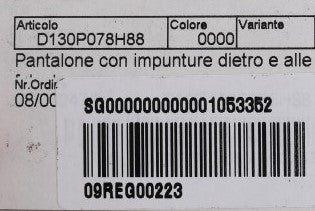 Articolo Colore Variante
D130P078H88 0000
Pantalone con impunture dietro e alle
Nr.Ordin
08/00
SG000000000001053352
09REG00223